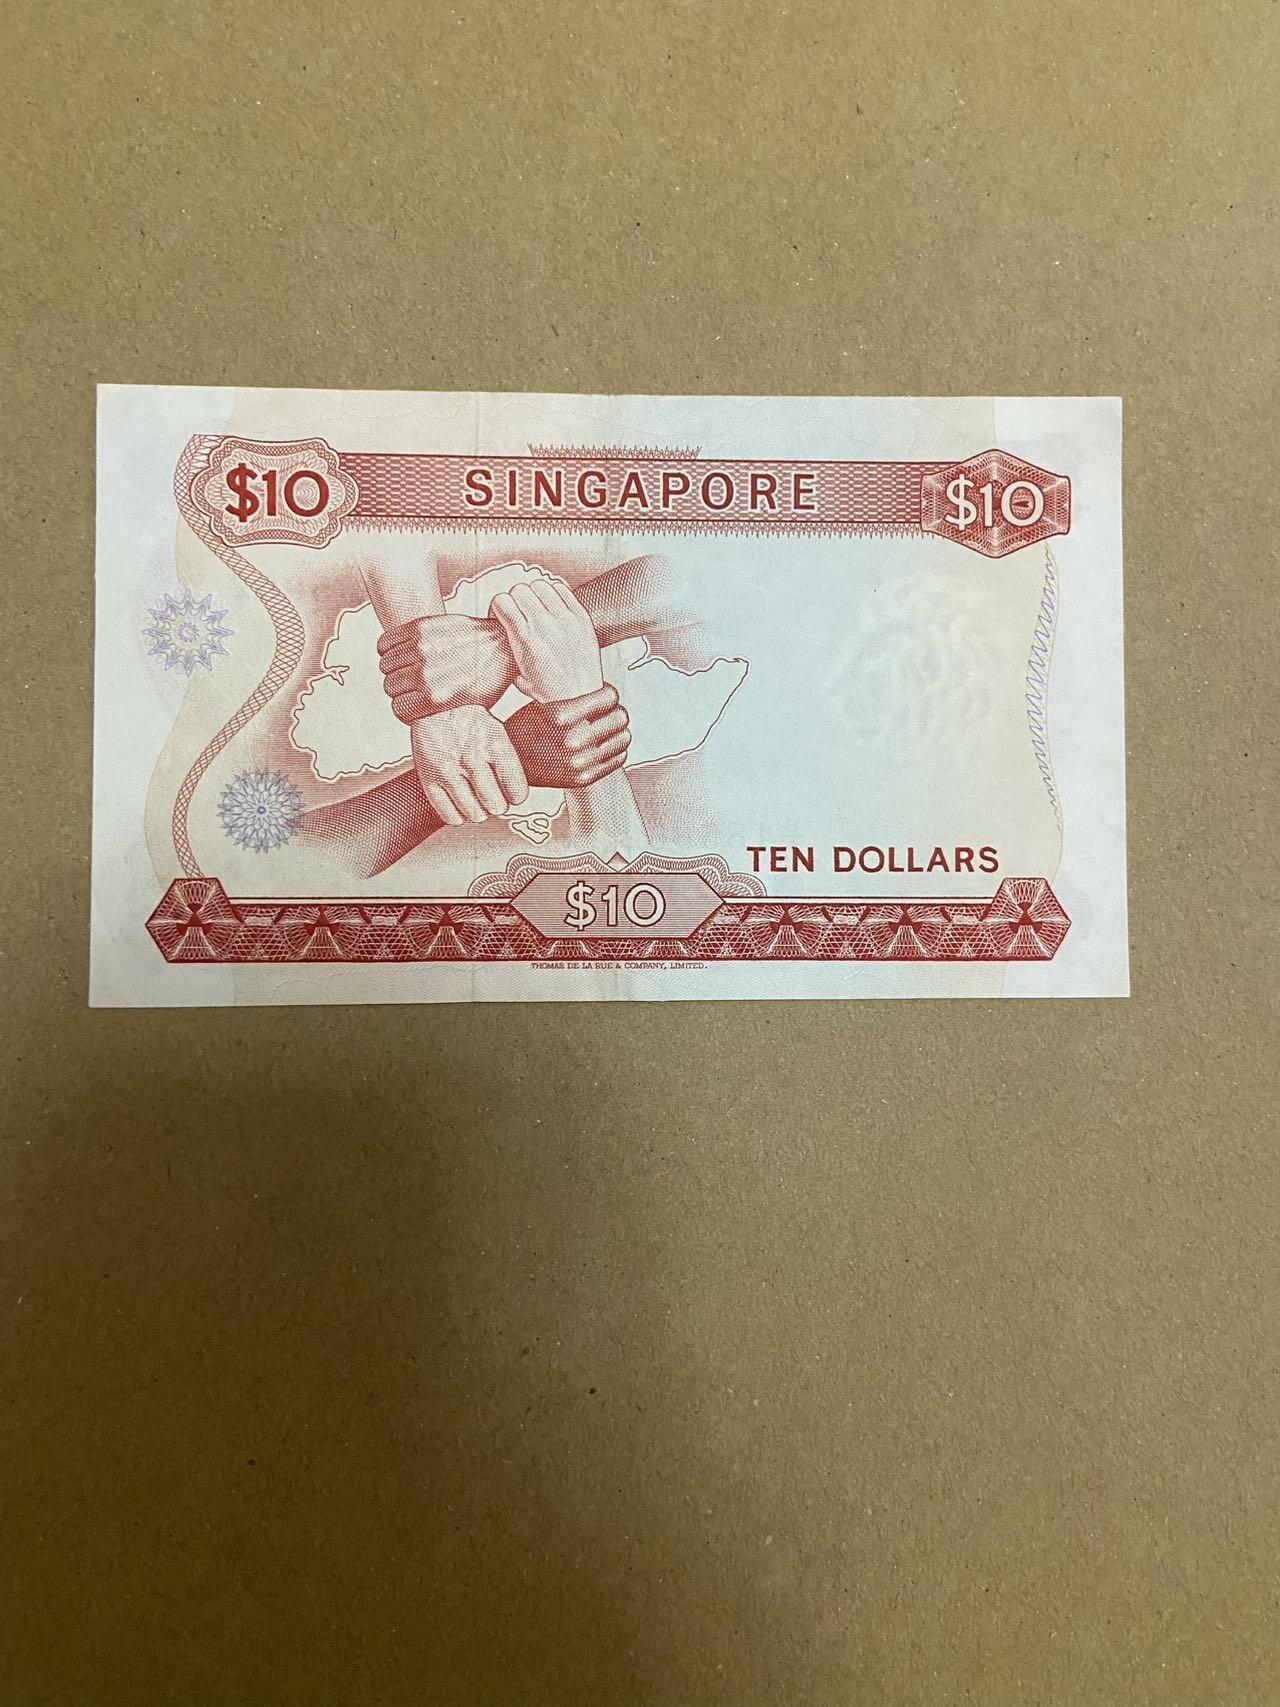 $10 SINGAPORE $10
TEN DOLLARS
$10
THOMAS DE LA RUE & COMPANY, LIMITED.